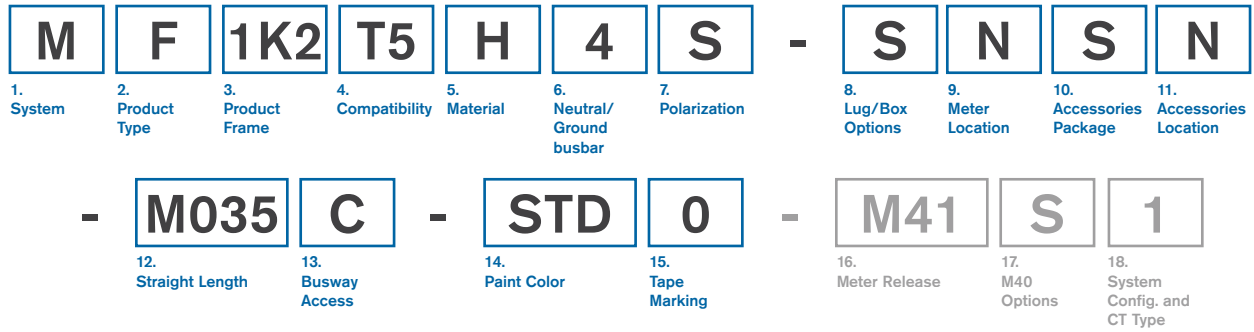 M F 1K2 T5 H 4 S - S N S N
1. 2. 3. 4. 5. 6. 7. 8. 9. 10. 11.
System Product Product Compatibility Material Neutral/ Polarization Lug/Box Meter Accessories Accessories
Type Frame Ground Options Location Package Location
busbar
- M035 C - STD 0 - M41 S 1
12. 13. 14. 15. 16. 17. 18.
Straight Length Busway Paint Color Tape Meter Release M40 System
Access Marking Options Config. and
CT Type